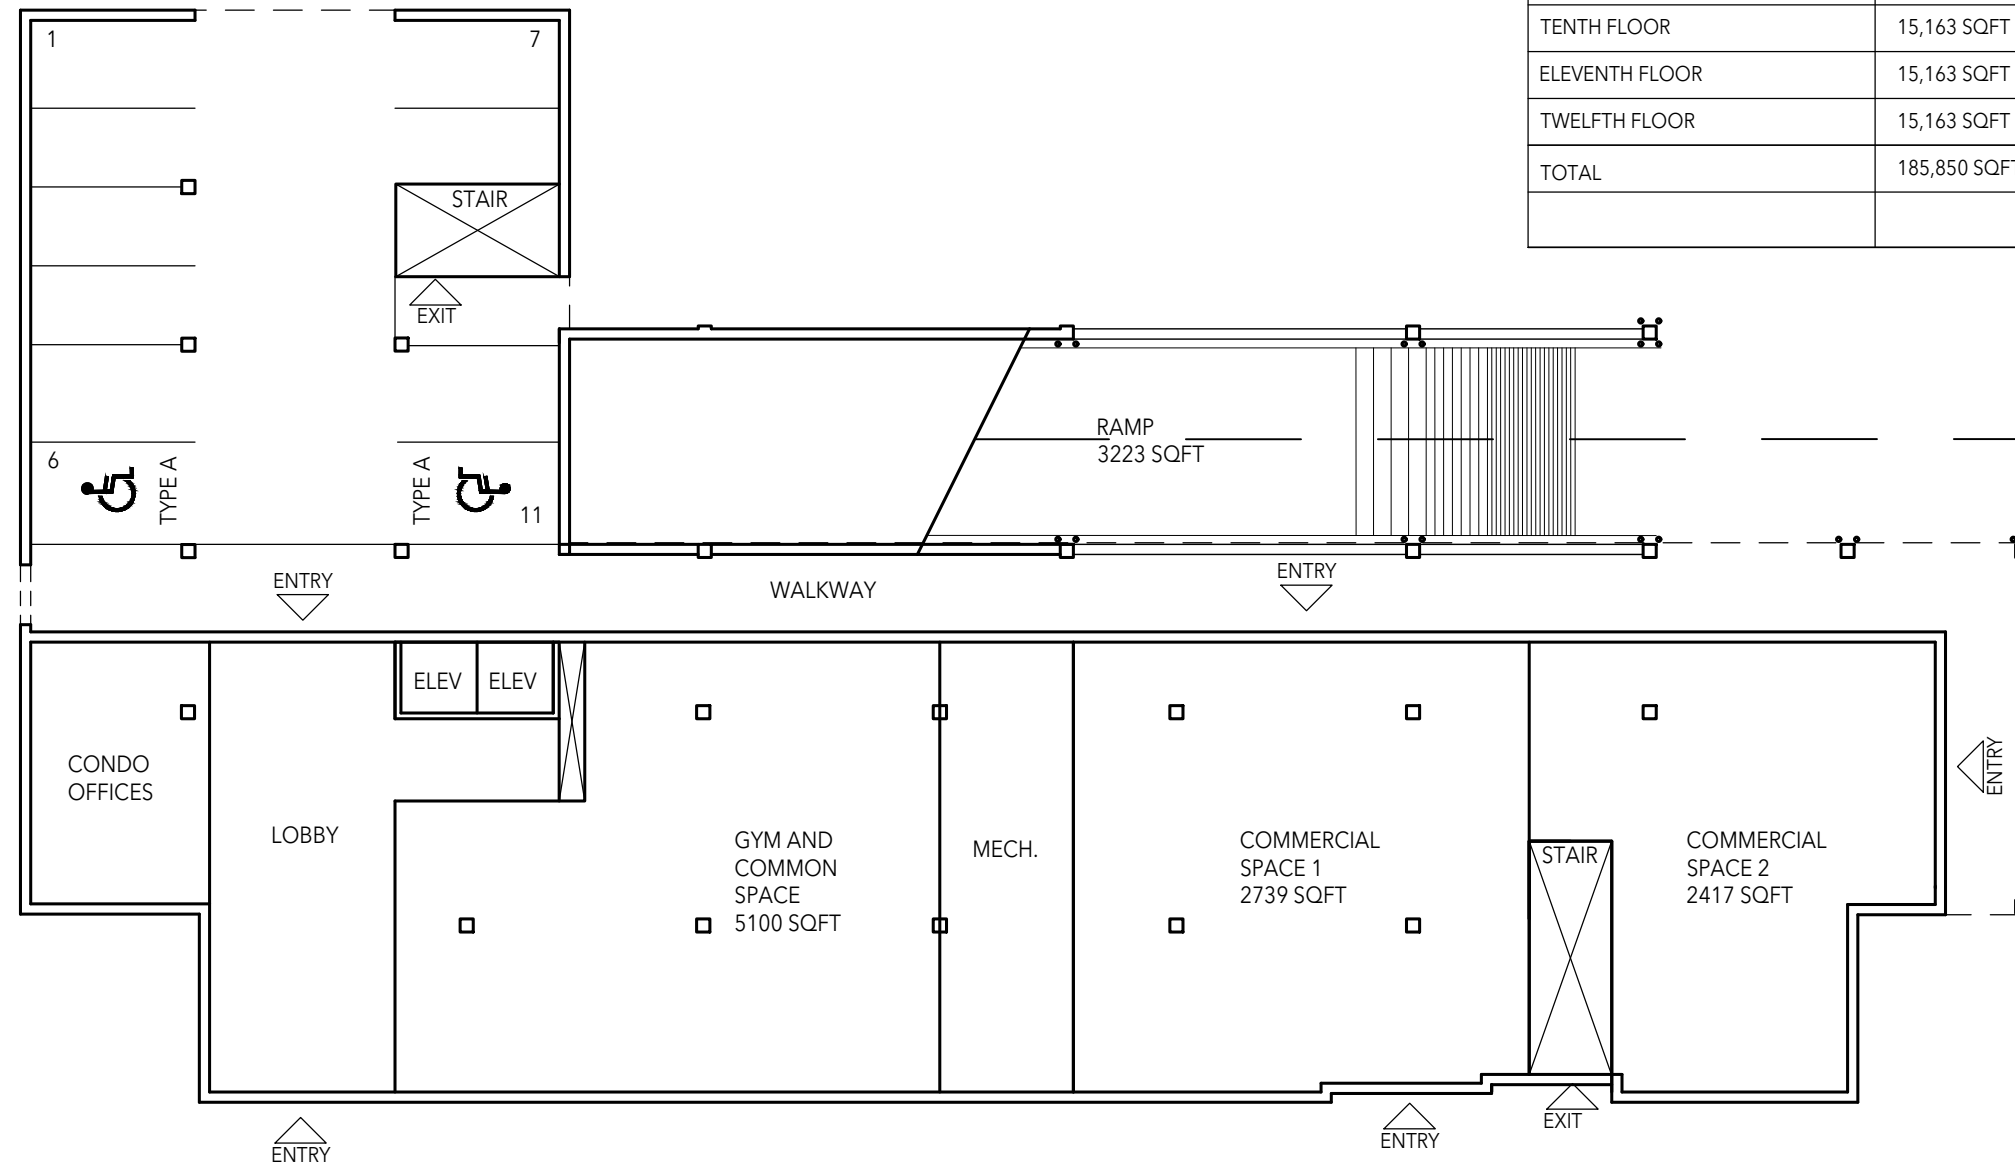 TENTH FLOOR 15,163 SQFT
ELEVENTH FLOOR 15,163 SQFT
TWELFTH FLOOR 15,163 SQFT
TOTAL 185,850 SQFT
1
7
STAIR
EXIT
6
TYPE A
TYPE A
11
RAMP
3223 SQFT
ENTRY
WALKWAY
ENTRY
ELEV
ELEV
CONDO
OFFICES
LOBBY
GYM AND
COMMON
SPACE
5100 SQFT
MECH.
COMMERCIAL
SPACE 1
2739 SQFT
STAIR
COMMERCIAL
SPACE 2
2417 SQFT
ENTRY
ENTRY
ENTRY
EXIT